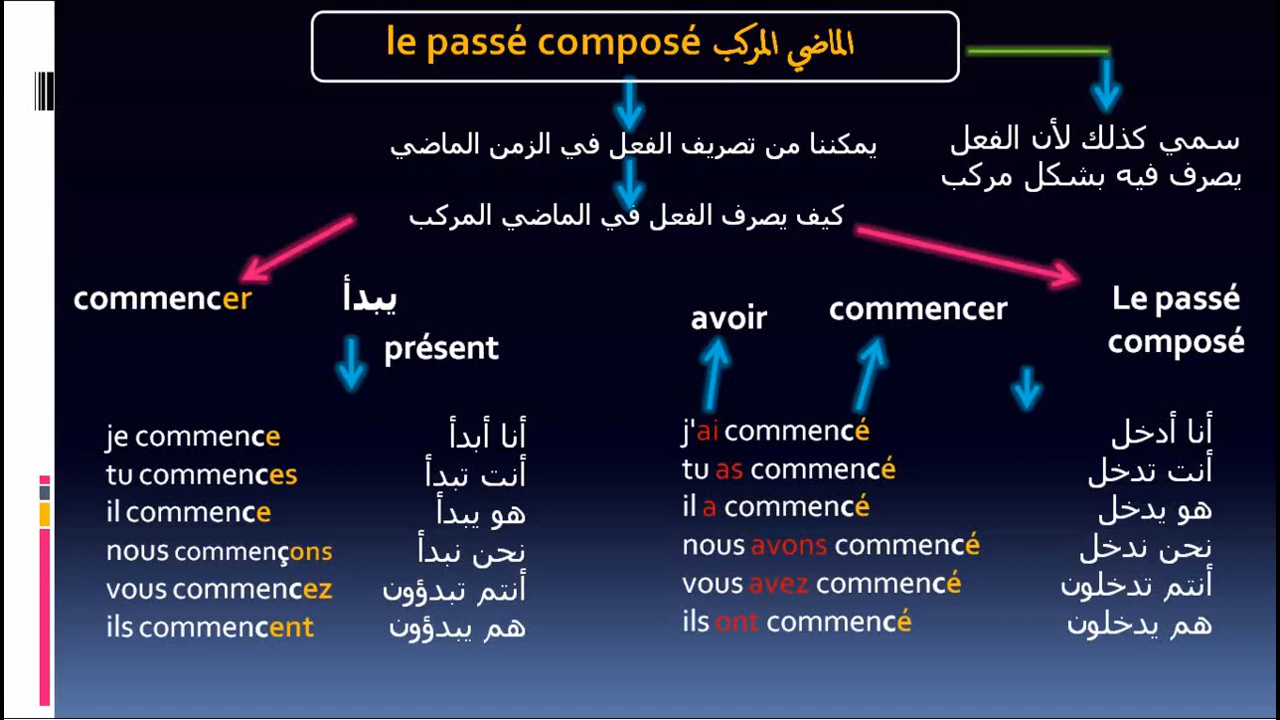 le passé composé الماضي المركب
سمي كذلك لأن الفعل
يصرف فيه بشكل مركب
يمكننا من تصريف الفعل في الزمن الماضي
كيف يصرف الفعل في الماضي المركب
commencer
يبدأ
présent
je commence أنا أبدأ
tu commences أنت تبدأ
il commence هو يبدأ
nous commençons نحن نبدأ
vous commencez أنتم تبدؤون
ils commencent هم يبدؤون
avoir
commencer
Le passé
composé
j'ai commencé أنا أدخل
tu as commencé أنت تدخل
il a commencé هو يدخل
nous avons commencé نحن ندخل
vous avez commencé أنتم تدخلون
ils ont commencé هم يدخلون